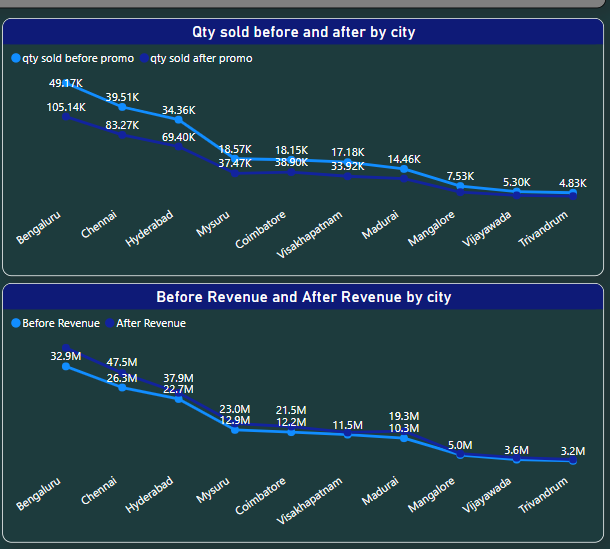 Qty sold before and after by city
qty sold before promo qty sold after promo
49.17K
39.51K
34.36K
105.14K
83.27K
69.40K
18.57K 18.15K 17.18K
14.46K
37.47K 38.90K 33.92K
7.53K
5.30K 4.83K
Bengaluru Chennai Hyderabad Mysuru Coimbatore Visakhapatnam Madurai Mangalore Vijayawada Trivandrum
Before Revenue and After Revenue by city
Before Revenue After Revenue
32.9M
47.5M
26.3M
37.9M
22.7M
23.0M 21.5M
19.3M
12.9M 12.2M 11.5M 10.3M
5.0M 3.6M 3.2M
Bengaluru Chennai Hyderabad Mysuru Coimbatore Visakhapatnam Madurai Mangalore Vijayawada Trivandrum